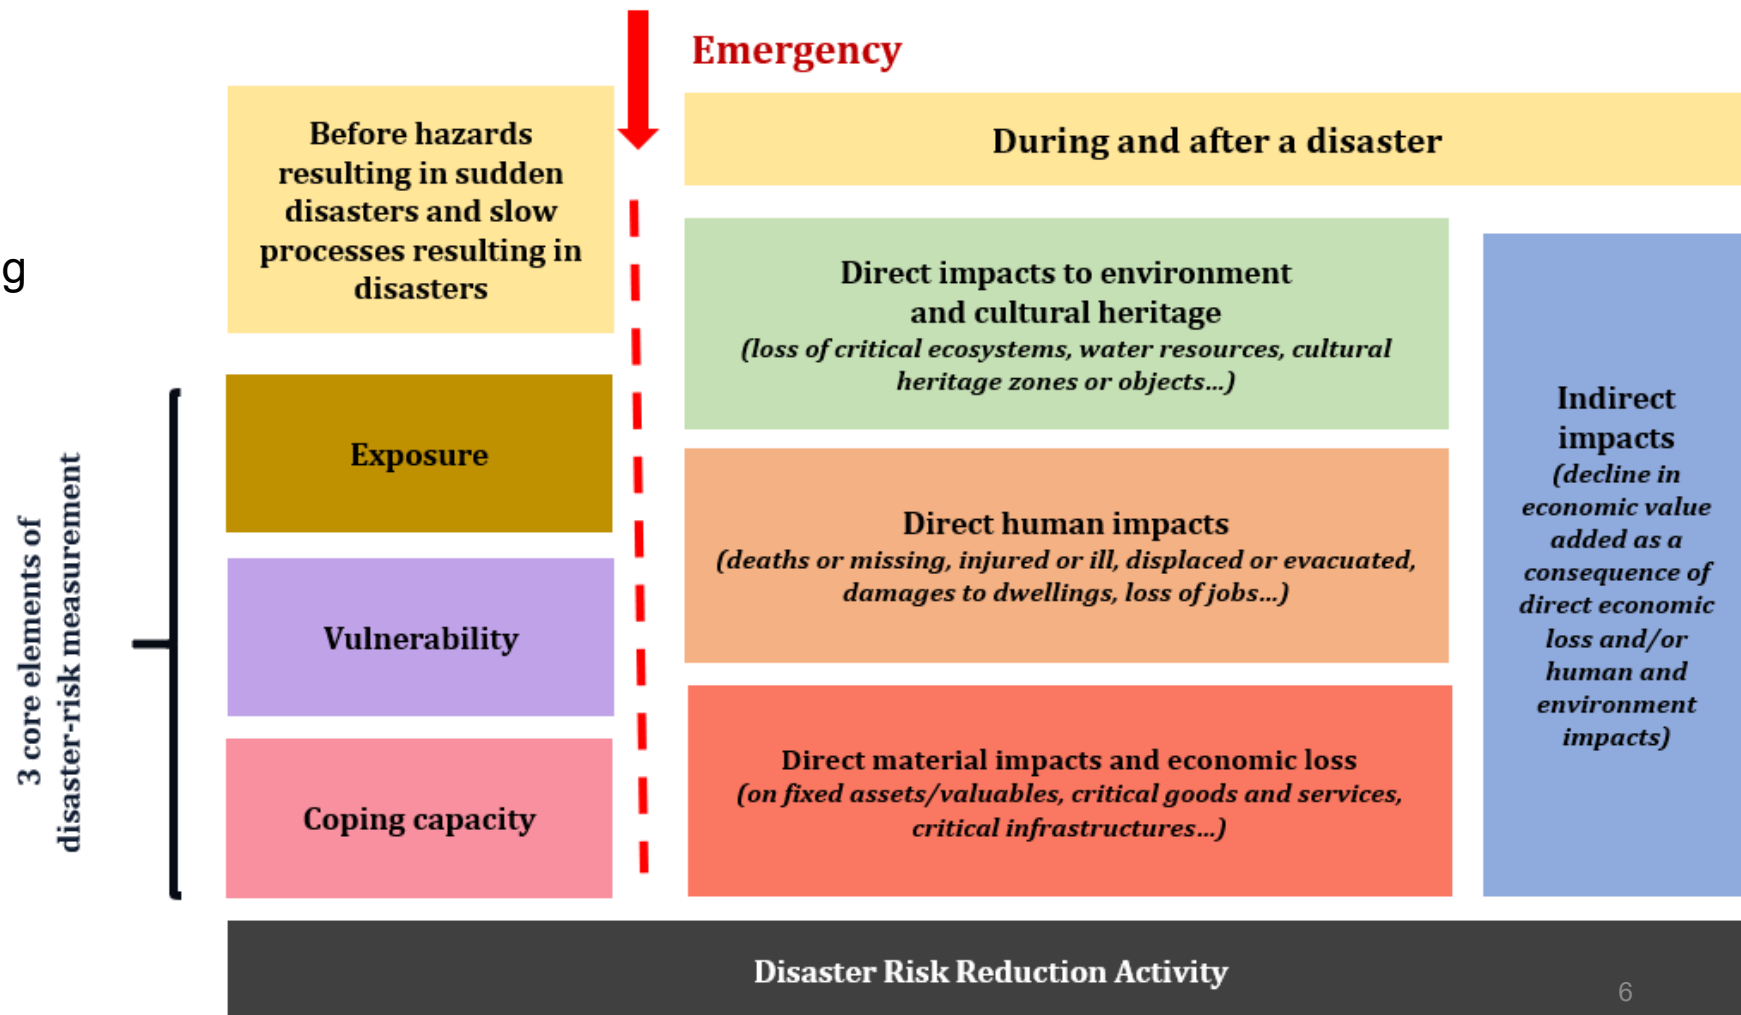 Emergency
Before hazards
resulting in sudden
disasters and slow
processes resulting in
disasters
During and after a disaster
g
3 core elements of
disaster-risk measurement
Exposure
Vulnerability
Coping capacity
Direct impacts to environment
and cultural heritage
(loss of critical ecosystems, water resources, cultural
heritage zones or objects...)
Direct human impacts
(deaths or missing, injured or ill, displaced or evacuated,
damages to dwellings, loss of jobs...)
Direct material impacts and economic loss
(on fixed assets/valuables, critical goods and services,
critical infrastructures...)
Indirect
impacts
(decline in
economic value
added as a
consequence of
direct economic
loss and/or
human and
environment
impacts)
Disaster Risk Reduction Activity
6